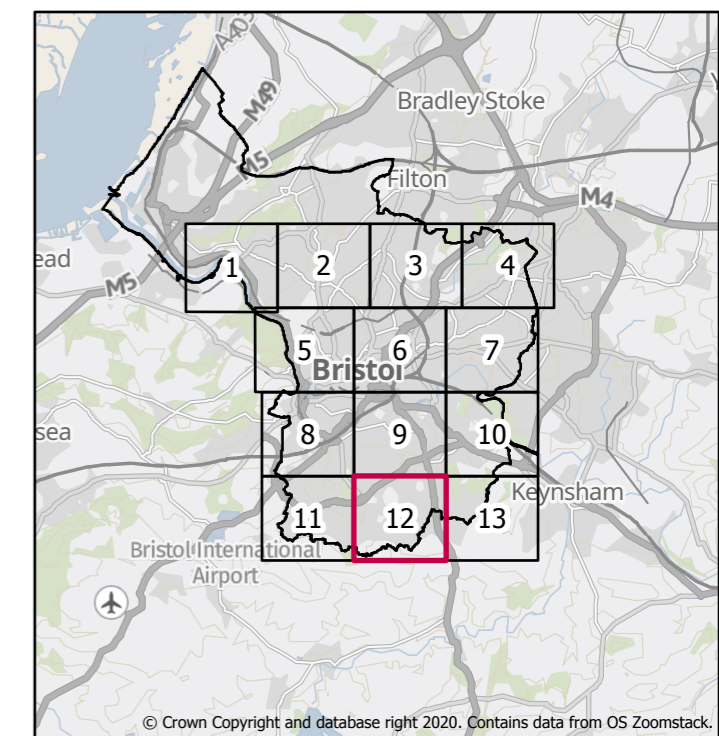 A403
M49
Bradley Stoke
M5
Filton
M4
ead
M5
1
2
3
4
5
6
7
Bristol
sea
8
9
10
Keynsham
11
12
13
Bristol International
Airport
© Crown Copyright and database right 2020. Contains data from OS Zoomstack.